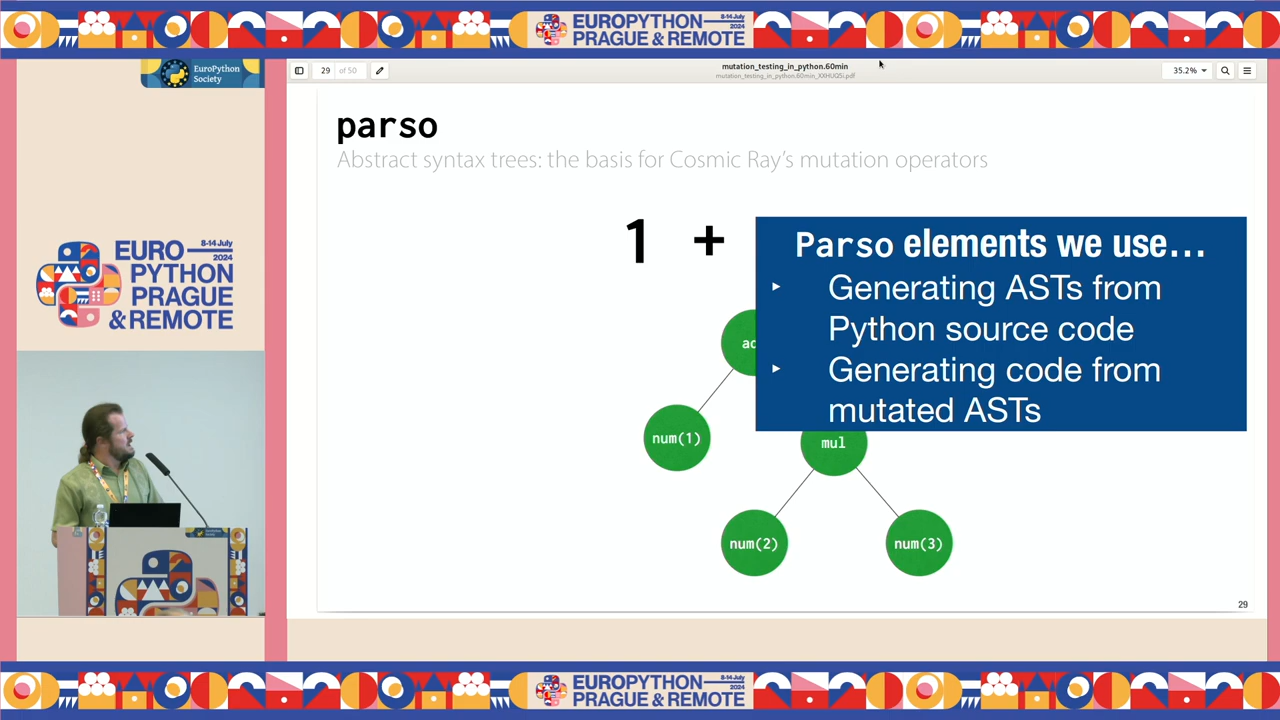 8-14 July
2024
EUROPYTHON
PRAGUE & REMOTE
EuroPython
Society
29 of 50
mutation_testing_in_python.60min
mutation_testing_in_python.60min_XXHUQSi.pdf
35.2%
parso
Abstract syntax trees: the basis for Cosmic Ray's mutation operators
1 +
Parso elements we use...
‣ Generating ASTs from
Python source code
‣ Generating code from
mutated ASTs
num(1)
mul
num(2)
num(3)
29
EURO
8-14 July
2024
PYTHON
PRAGUE
& REMOTE
8-14 July
2024
EUROPYTHON
PRAGUE & REMOTE